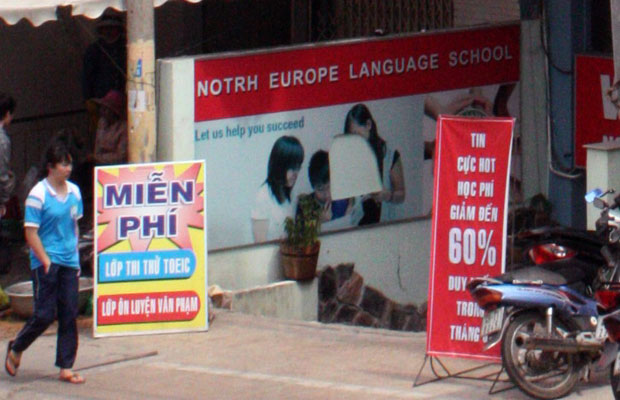 NOTRH EUROPE LANGUAGE SCHOOL
Let us help you succeed
MIỄN
PHÍ
LỚP THI THỬ TOEIC
LỚP ÔN LUYỆN VĂN PHẠM
TIN
CỰC HOT
HỌC PHÍ
GIẢM ĐẾN
60%
DUY
TRONG
THÁNG